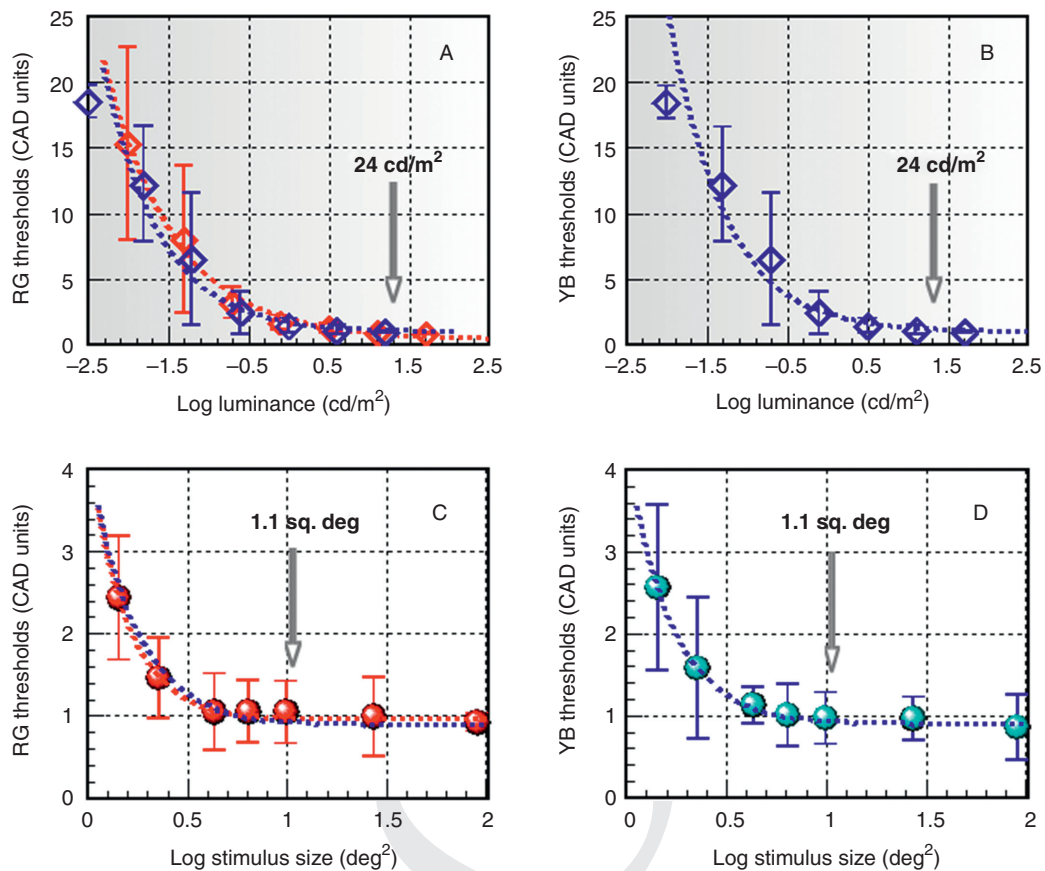 25
20
15
10
5
0
RG thresholds (CAD units)
A
24 cd/m²
–2.5 –1.5 –0.5 0.5 1.5 2.5
Log luminance (cd/m²)
25
20
15
10
5
0
YB thresholds (CAD units)
B
24 cd/m²
–2.5 –1.5 –0.5 0.5 1.5 2.5
Log luminance (cd/m²)
4
3
2
1
0
RG thresholds (CAD units)
C
1.1 sq. deg
0 0.5 1 1.5 2
Log stimulus size (deg²)
4
3
2
1
0
YB thresholds (CAD units)
D
1.1 sq. deg
0 0.5 1 1.5 2
Log stimulus size (deg²)